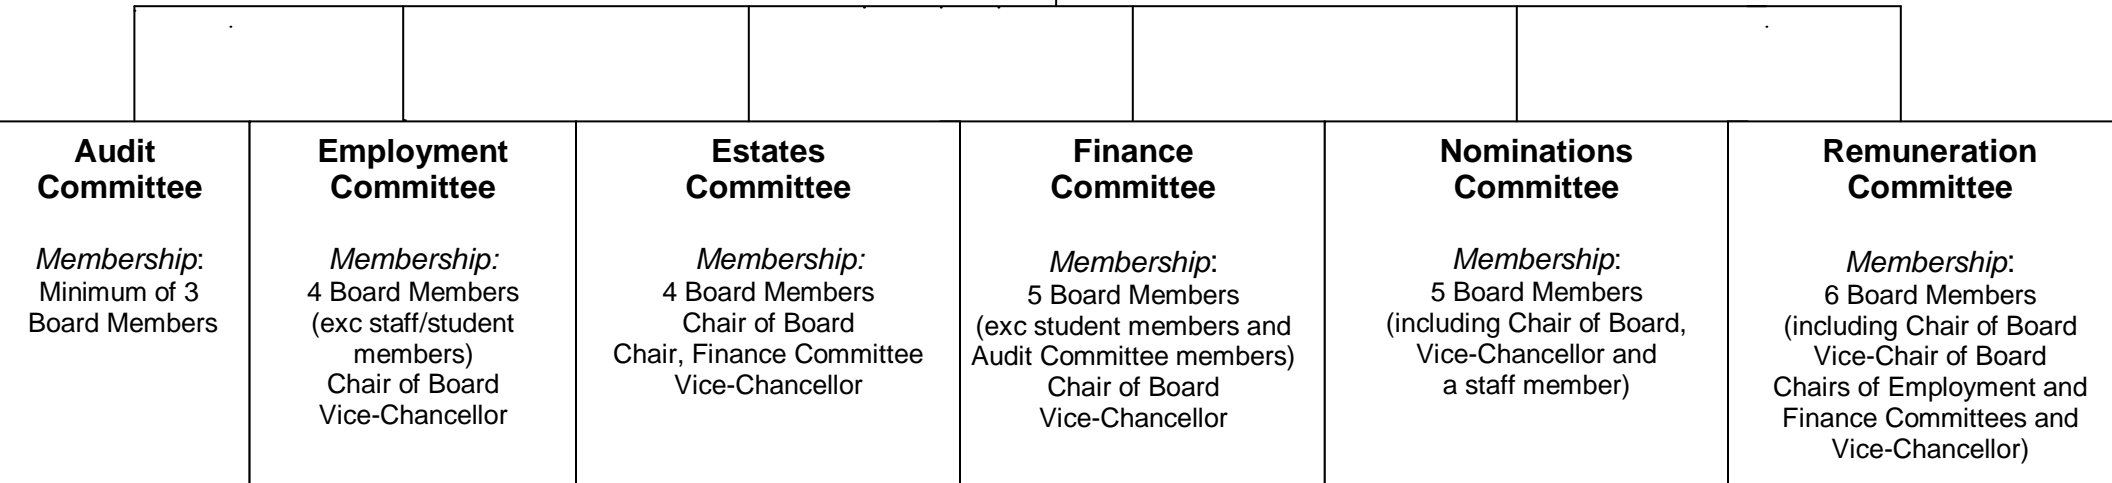 Audit
Committee
Membership:
Minimum of 3
Board Members
Employment
Committee
Membership:
4 Board Members
(exc staff/student
members)
Chair of Board
Vice-Chancellor
Estates
Committee
Membership:
4 Board Members
Chair of Board
Chair, Finance Committee
Vice-Chancellor
Finance
Committee
Membership:
5 Board Members
(exc student members and
Audit Committee members)
Chair of Board
Vice-Chancellor
Nominations
Committee
Membership:
5 Board Members
(including Chair of Board,
Vice-Chancellor and
a staff member)
Remuneration
Committee
Membership:
6 Board Members
(including Chair of Board
Vice-Chair of Board
Chairs of Employment and
Finance Committees and
Vice-Chancellor)